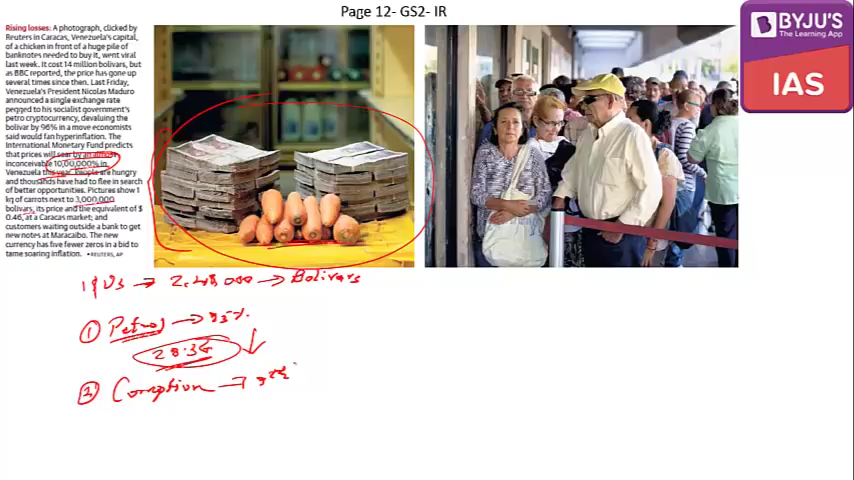 Page 12- GS2- IR
BYJU'S
The Learning App
IAS
Rising losses: A photograph, clicked by
Reuters in Caracas, Venezuela's capital,
of a chicken in front of a huge pile of
banknotes needed to buy it, went viral
last week. It cost 14 million bolivars, but
as BBC reported, the price has gone up
several times since then. Last Friday,
Venezuela's President Nicolas Maduro
announced a single exchange rate
pegged to his socialist government's
petro cryptocurrency, devaluing the
bolivar by 96% in a move economists
said would fan hyperinflation. The
International Monetary Fund predicts
that prices will soar by an almost
inconceivable 10,00,000% in
Venezuela this year. People are hungry
and thousands have had to flee in search
of better opportunities. Pictures show 1
kg of carrots next to 3,000,000
bolivars, its price and the equivalent of $
0.46, at a Caracas market; and
customers waiting outside a bank to get
new notes at Maracaibo. The new
currency has five fewer zeros in a bid to
tame soaring inflation. • REUTERS, AP
→ 2,48,000 → Bolivars
① Petrol → 95%.
28.36
② Corruption →